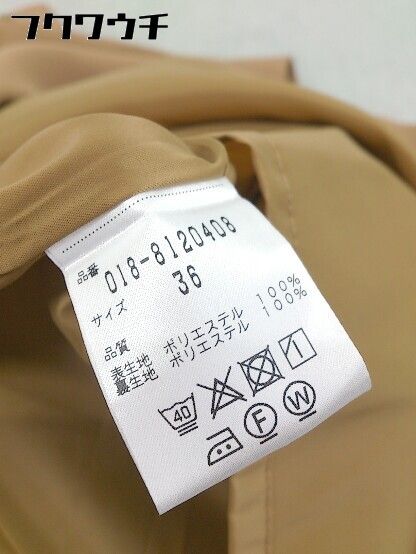 フクワウチ
品番 018-8120408
サイズ 36
品質
表生地 ポリエステル 100%
裏生地 ポリエステル 100%
40
F W